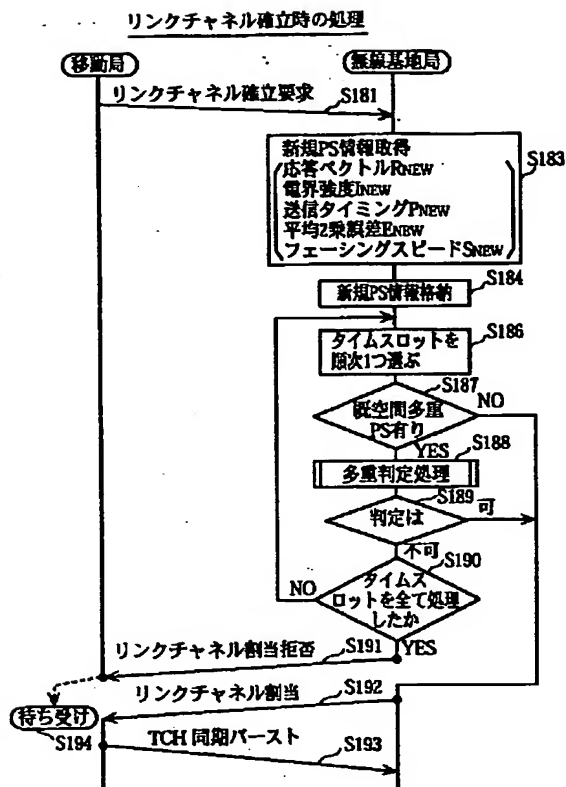 リンクチャネル確立時の処理
移動局
無線基地局
リンクチャネル確立要求
S181
新規PS情報取得
S183
応答ベクトルRNEW
電界強度INEW
送信タイミングPNEW
平均2乗誤差ENEW
フェーシングスピードSNEW
S184
新規PS情報格納
S186
タイムスロットを
順次1つ選ぶ
S187
既空間多重
PS有り
NO
YES
S188
多重判定処理
S189
判定は
可
不可
S190
タイムス
ロットを全て処理
したか
NO
YES
リンクチャネル割当拒否
S191
リンクチャネル割当
S192
待ち受け
S194
TCH 同期バースト
S193